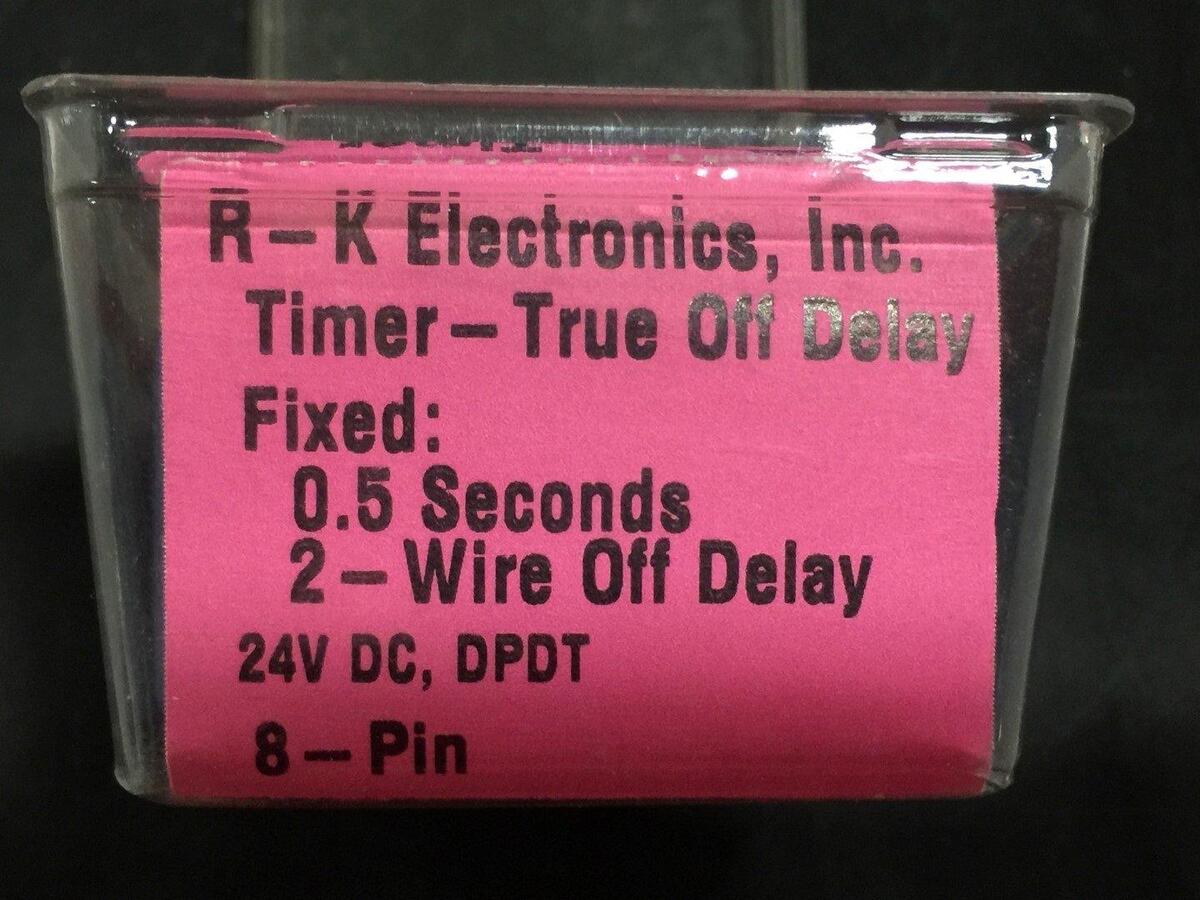 R-K Electronics, Inc.
Timer-True Off Delay
Fixed:
0.5 Seconds
2-Wire Off Delay
24V DC, DPDT
8-Pin